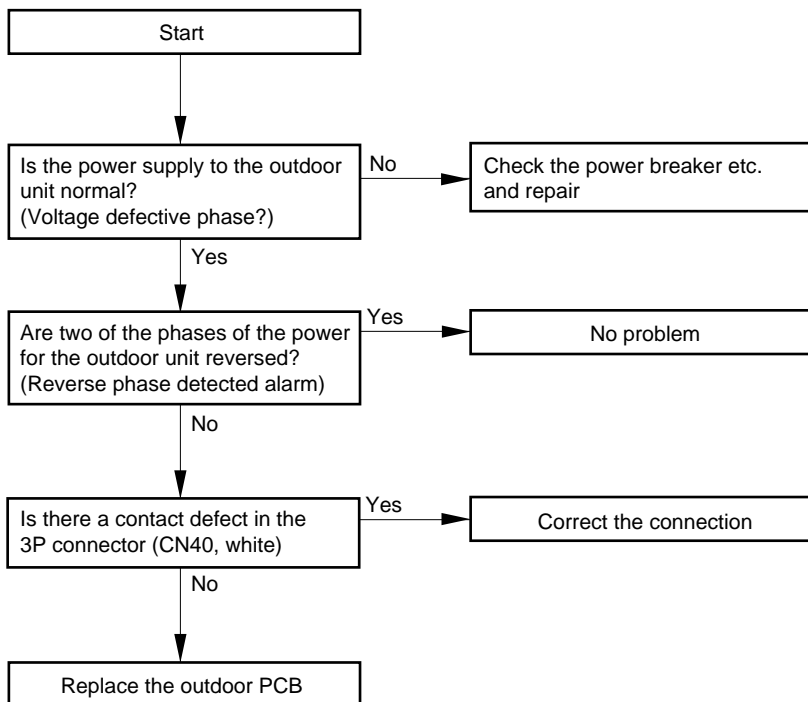 Start
Is the power supply to the outdoor
unit normal?
(Voltage defective phase?)
No
Check the power breaker etc.
and repair
Yes
Are two of the phases of the power
for the outdoor unit reversed?
(Reverse phase detected alarm)
Yes
No problem
No
Is there a contact defect in the
3P connector (CN40, white)
Yes
Correct the connection
No
Replace the outdoor PCB